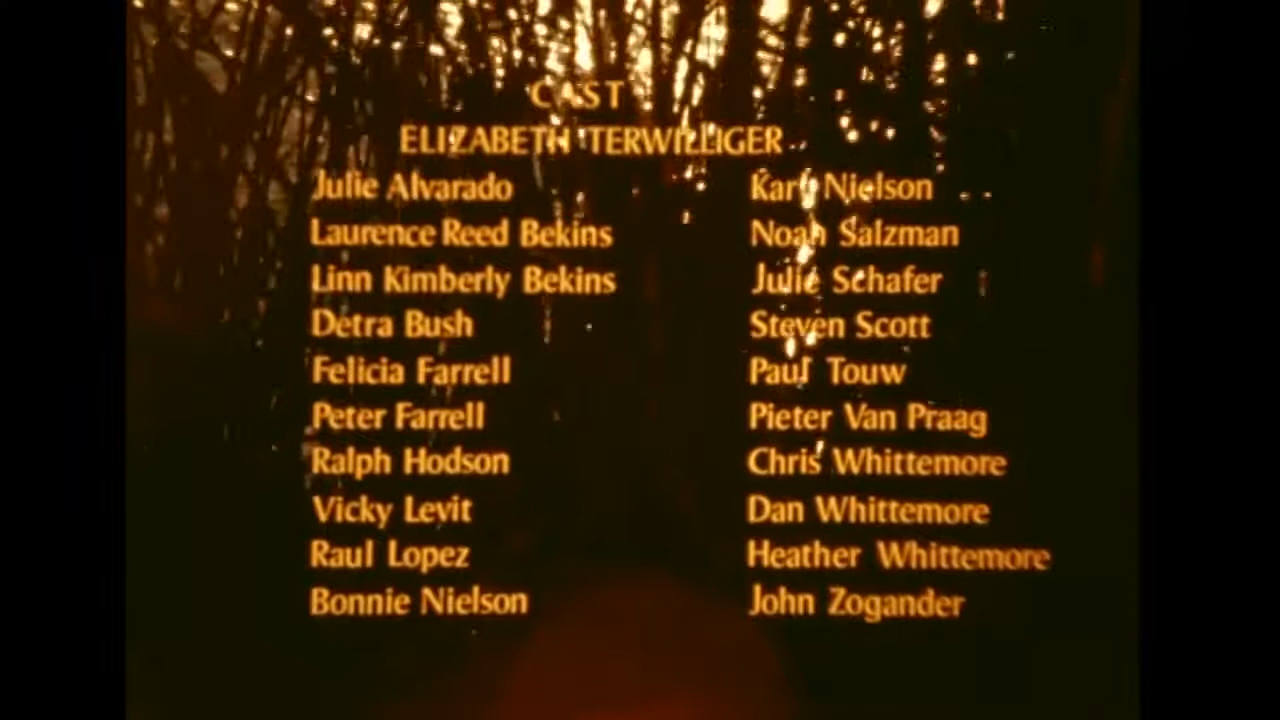 CAST
ELIZABETH TERWILLIGER
Julie Alvarado
Laurence Reed Bekins
Linn Kimberly Bekins
Detra Bush
Felicia Farrell
Peter Farrell
Ralph Hodson
Vicky Levit
Raul Lopez
Bonnie Nielson
Karl Nielson
Noah Salzman
Julie Schafer
Steven Scott
Paul Touw
Pieter Van Praag
Chris Whittemore
Dan Whittemore
Heather Whittemore
John Zogander